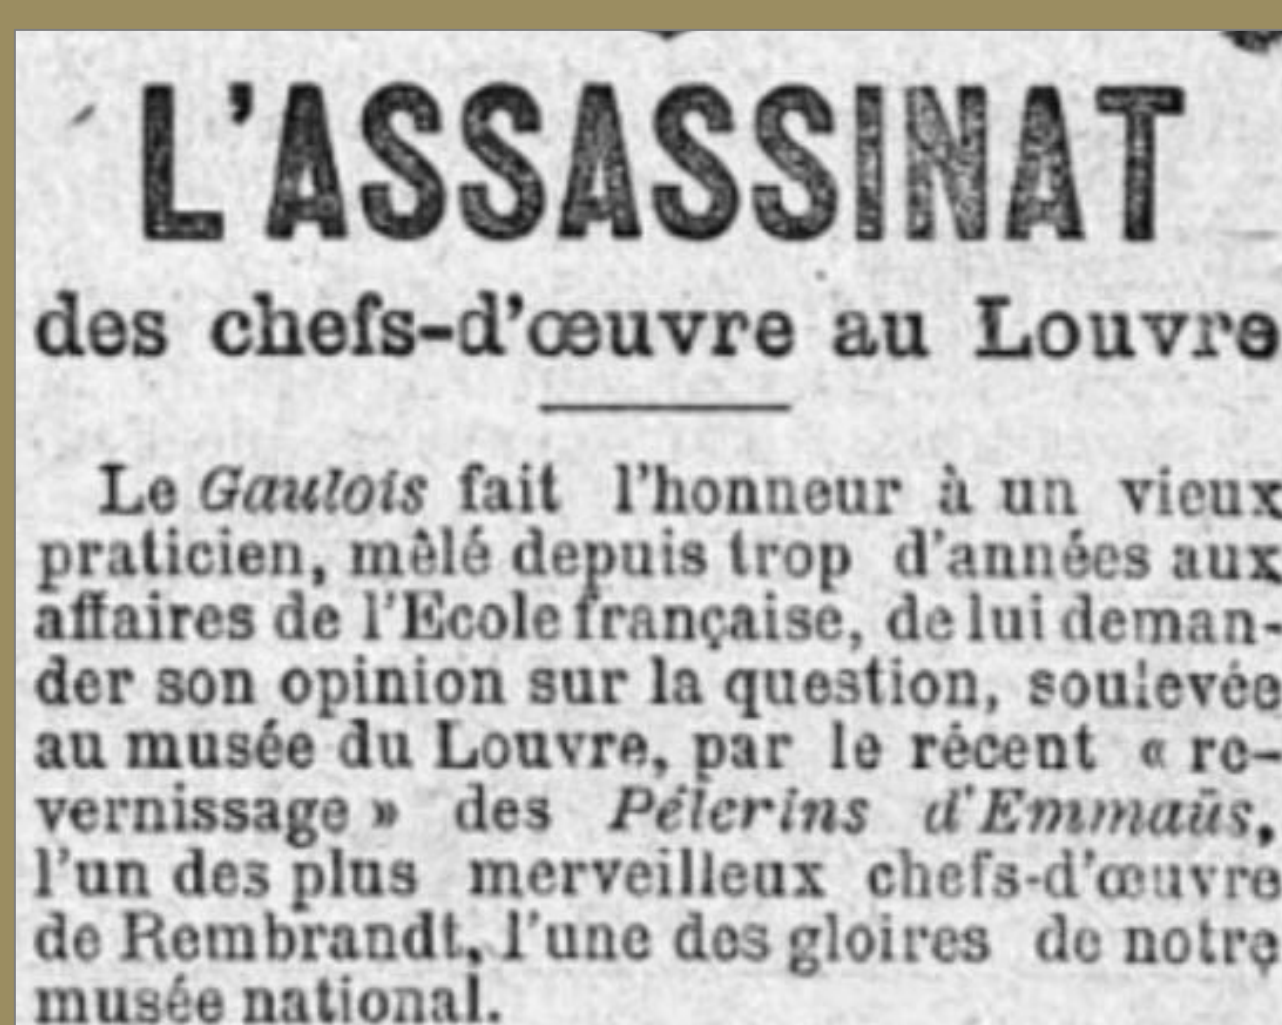 L'ASSASSINAT
des chefs-d'œuvre au Louvre
Le Gaulois fait l'honneur à un vieux
praticien, mêlé depuis trop d'années aux
affaires de l'Ecole française, de lui deman-
der son opinion sur la question, soulevée
au musée du Louvre, par le récent « re-
vernissage » des Pélerins d'Emmaüs,
l'un des plus merveilleux chefs-d'œuvre
de Rembrandt, l'une des gloires de notre
musée national.